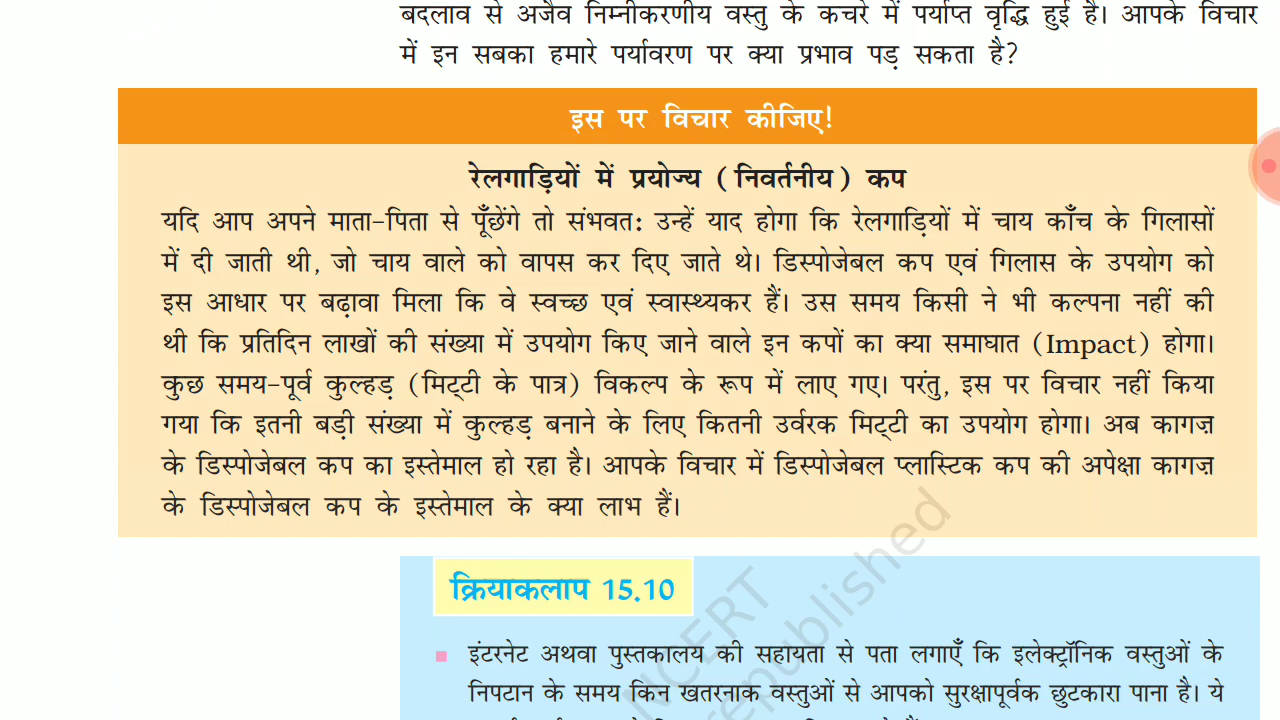 बदलाव से अजैव निम्नीकरणीय वस्तु के कचरे में पर्याप्त वृद्धि हुई है। आपके विचार
में इन सबका हमारे पर्यावरण पर क्या प्रभाव पड़ सकता है?
इस पर विचार कीजिए!
रेलगाड़ियों में प्रयोज्य (निवर्तनीय) कप
यदि आप अपने माता-पिता से पूँछेंगे तो संभवतः उन्हें याद होगा कि रेलगाड़ियों में चाय काँच के गिलासों
में दी जाती थी, जो चाय वाले को वापस कर दिए जाते थे। डिस्पोजेबल कप एवं गिलास के उपयोग को
इस आधार पर बढ़ावा मिला कि वे स्वच्छ एवं स्वास्थ्यकर हैं। उस समय किसी ने भी कल्पना नहीं की
थी कि प्रतिदिन लाखों की संख्या में उपयोग किए जाने वाले इन कपों का क्या समाघात (Impact) होगा।
कुछ समय-पूर्व कुल्हड़ (मिट्टी के पात्र) विकल्प के रूप में लाए गए। परंतु, इस पर विचार नहीं किया
गया कि इतनी बड़ी संख्या में कुल्हड़ बनाने के लिए कितनी उर्वरक मिट्टी का उपयोग होगा। अब कागज़
के डिस्पोजेबल कप का इस्तेमाल हो रहा है। आपके विचार में डिस्पोजेबल प्लास्टिक कप की अपेक्षा कागज़
के डिस्पोजेबल कप के इस्तेमाल के क्या लाभ हैं।
क्रियाकलाप 15.10
इंटरनेट अथवा पुस्तकालय की सहायता से पता लगाएँ कि इलेक्ट्रॉनिक वस्तुओं के
निपटान के समय किन खतरनाक वस्तुओं से आपको सुरक्षापूर्वक छुटकारा पाना है। ये
NCERT
republished